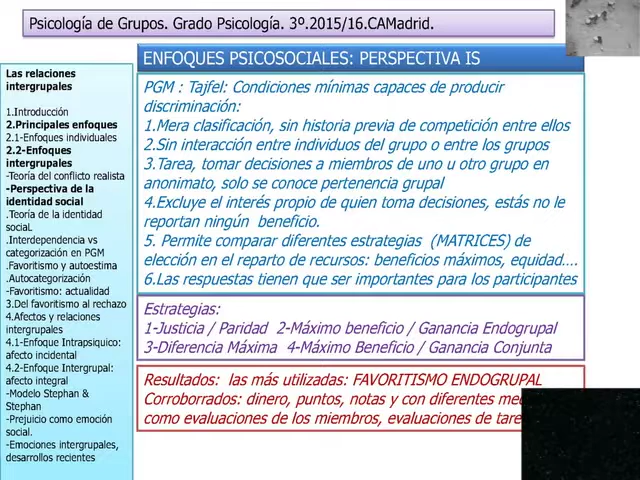 Psicología de Grupos. Grado Psicología. 3º.2015/16.CAMadrid.
Las relaciones
intergrupales
1.Introducción
2.Principales enfoques
2.1-Enfoques individuales
2.2-Enfoques
intergrupales
-Teoría del conflicto realista
-Perspectiva de la
identidad social
.Teoría de la identidad
sociaL
.Interdependencia vs
categorización en PGM
.Favoritismo y autoestima
.Autocategorización
-Favoritismo: actualidad
3.Del favoritismo al rechazo
4.Afectos y relaciones
intergrupales
4.1-Enfoque Intrapsiquico:
afecto incidental
4.2-Enfoque Intergrupal:
afecto integral
-Modelo Stephan &
Stephan
-Prejuicio como emoción
social.
-Emociones intergrupales,
desarrollos recientes
ENFOQUES PSICOSOCIALES: PERSPECTIVA IS
PGM : Tajfel: Condiciones mínimas capaces de producir
discriminación:
1.Mera clasificación, sin historia previa de competición entre ellos
2.Sin interacción entre individuos del grupo o entre los grupos
3.Tarea, tomar decisiones a miembros de uno u otro grupo en
anonimato, solo se conoce pertenencia grupal
4.Excluye el interés propio de quien toma decisiones, estás no le
reportan ningún beneficio.
5. Permite comparar diferentes estrategias (MATRICES) de
elección en el reparto de recursos: beneficios máximos, equidad....
6.Las respuestas tienen que ser importantes para los participantes
Estrategias:
1-Justicia / Paridad 2-Máximo beneficio / Ganancia Endogrupal
3-Diferencia Máxima 4-Máximo Beneficio / Ganancia Conjunta
Resultados: las más utilizadas: FAVORITISMO ENDOGRUPAL
Corroborados: dinero, puntos, notas y con diferentes
como evaluaciones de los miembros, evaluaciones de